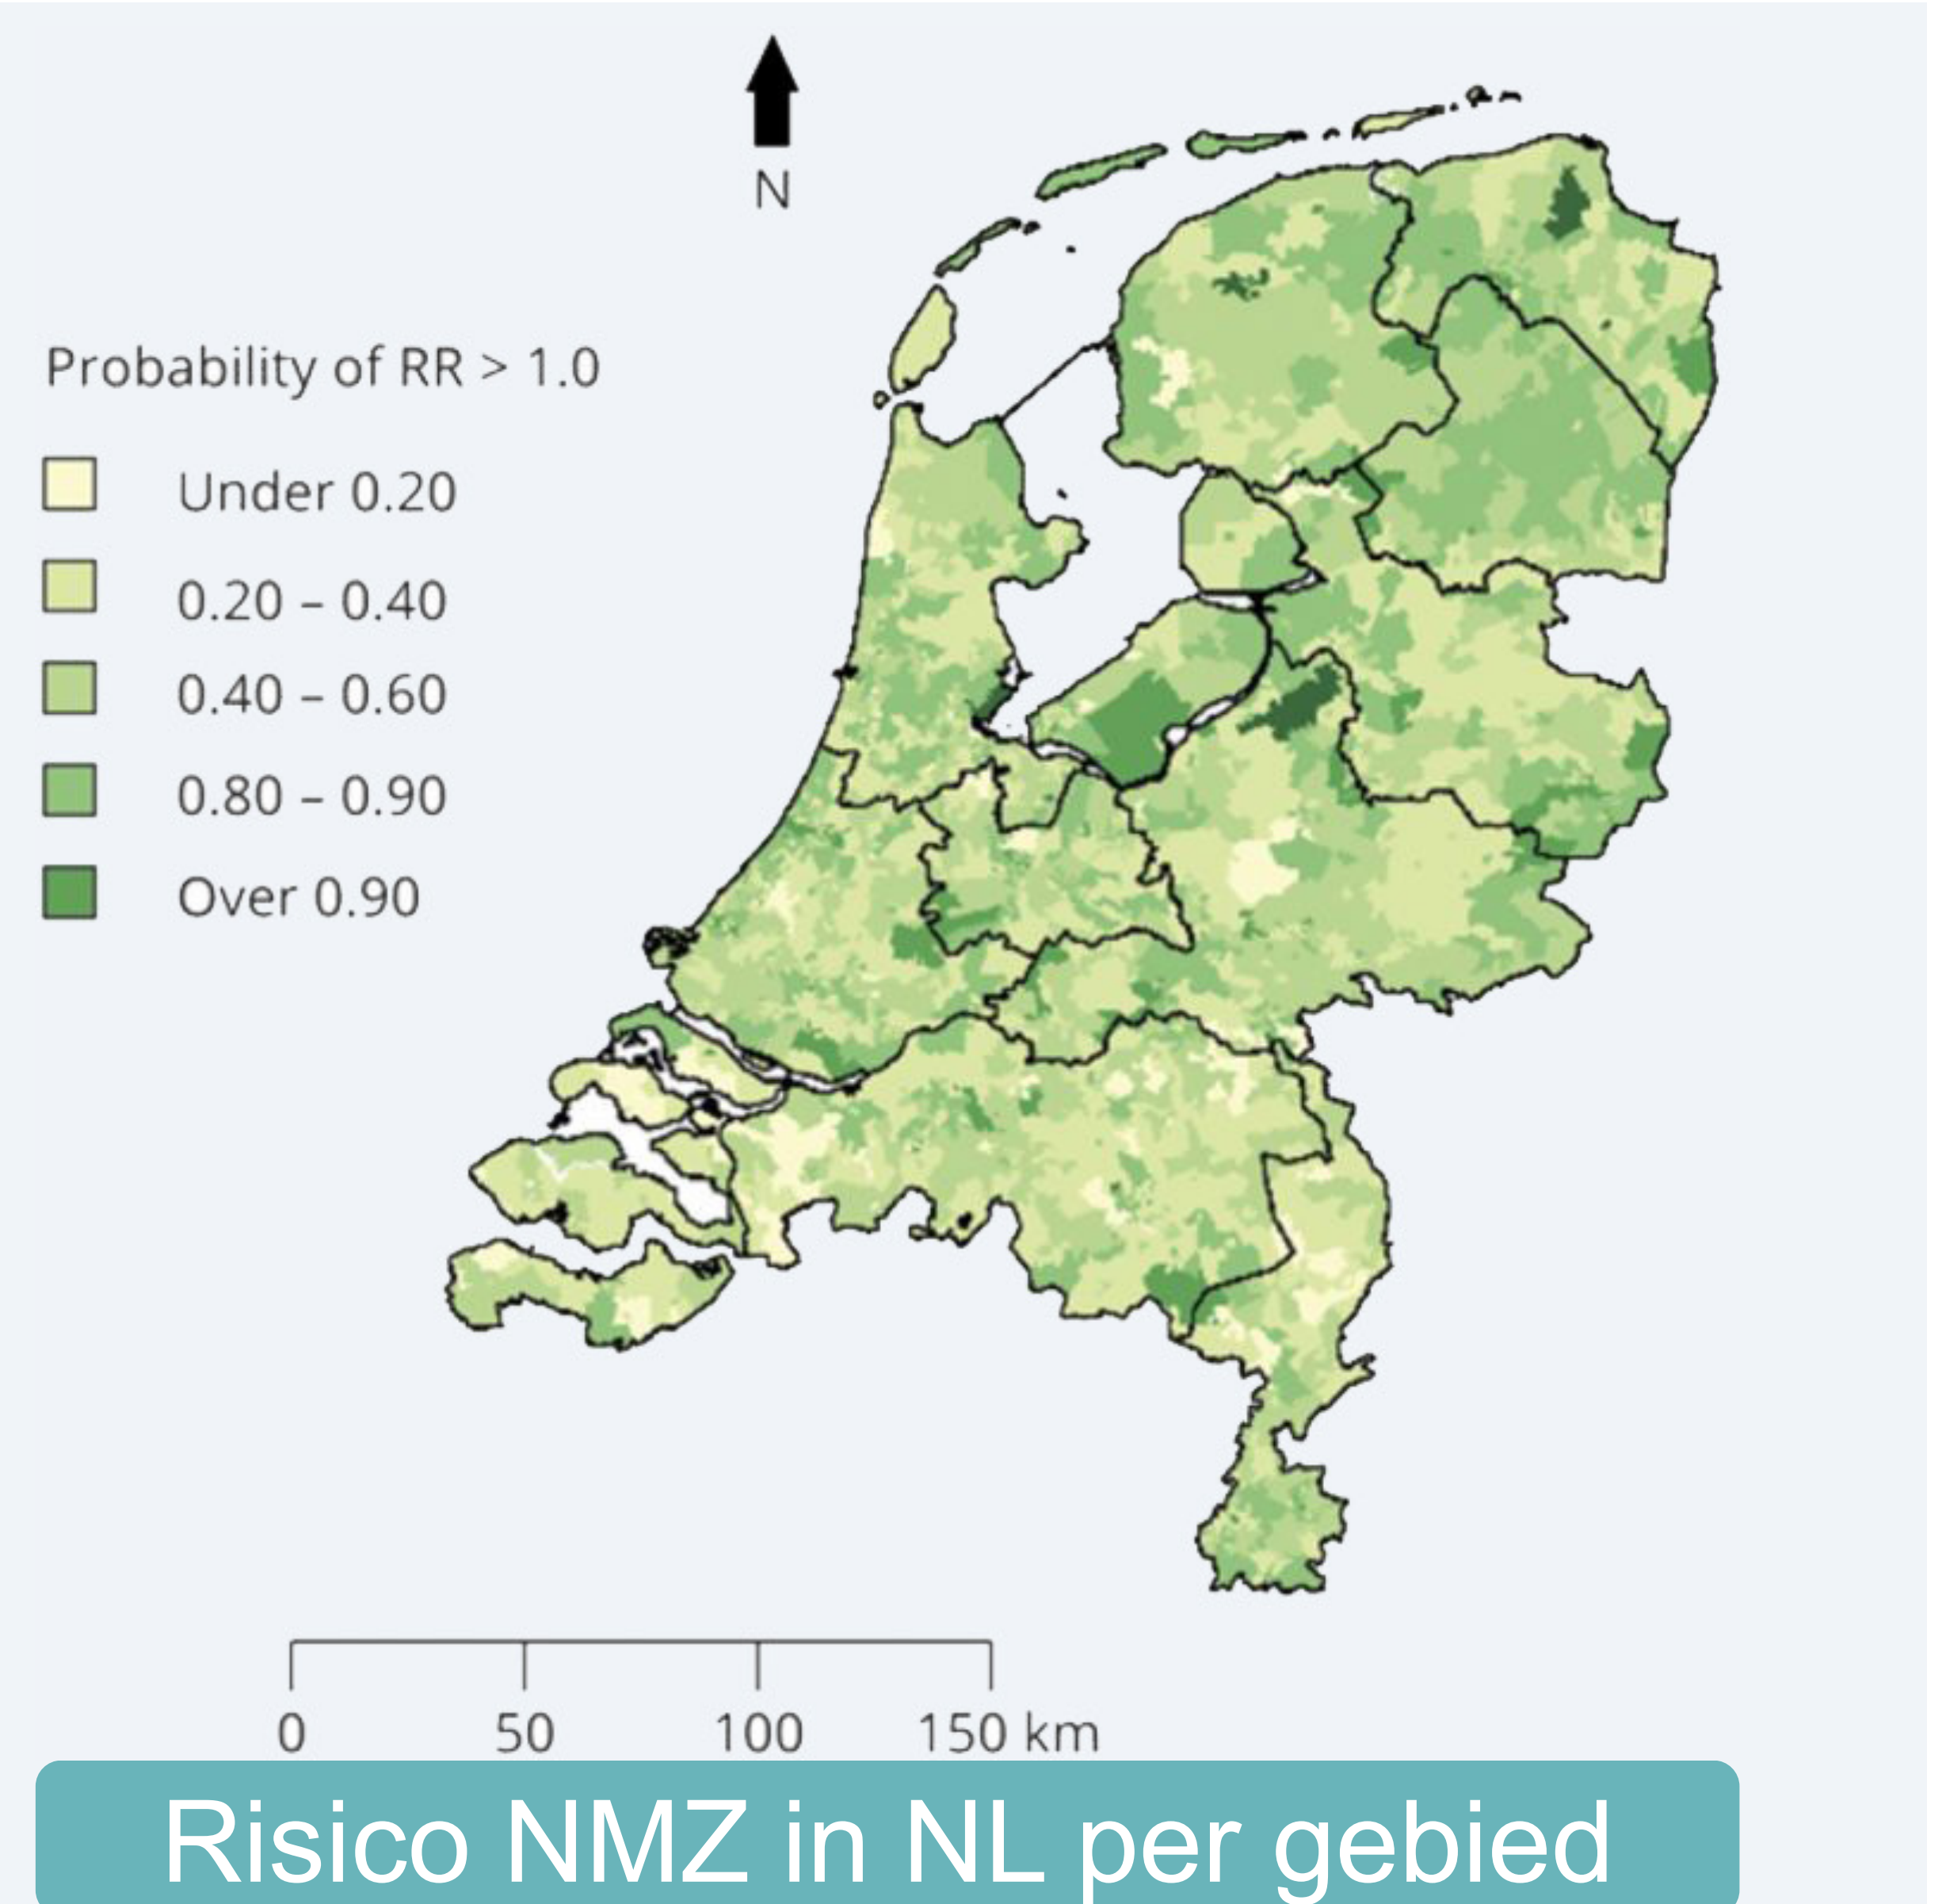 N
Probability of RR > 1.0
Under 0.20
0.20 – 0.40
0.40 – 0.60
0.80 – 0.90
Over 0.90
0 50 100 150 km
Risico NMZ in NL per gebied